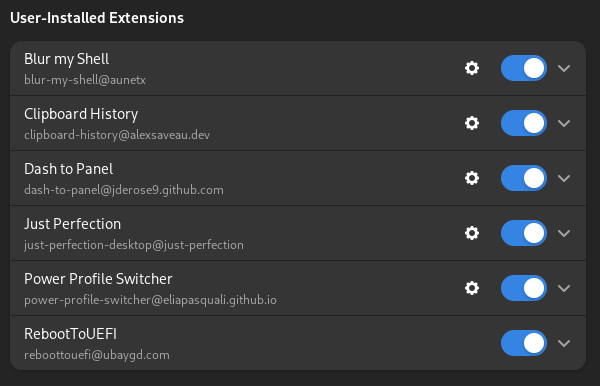 User-Installed Extensions
Blur my Shell
blur-my-shell@aunetx
Clipboard History
clipboard-history@alexsaveau.dev
Dash to Panel
dash-to-panel@jderose9.github.com
Just Perfection
just-perfection-desktop@just-perfection
Power Profile Switcher
power-profile-switcher@eliapasquali.github.io
RebootToUEFI
reboottouefi@ubaygd.com